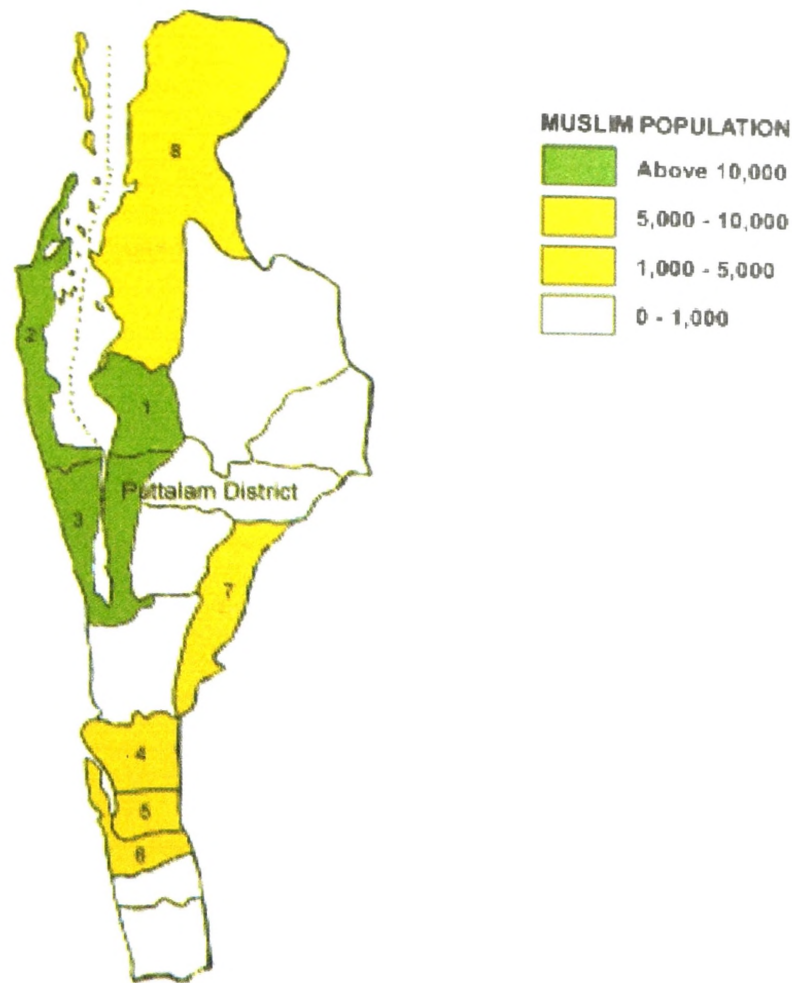 MUSLIM POPULATION
Above 10,000
5,000 - 10,000
1,000 - 5,000
0 - 1,000
8
2
1
Puttalam District
3
7
4
5
6